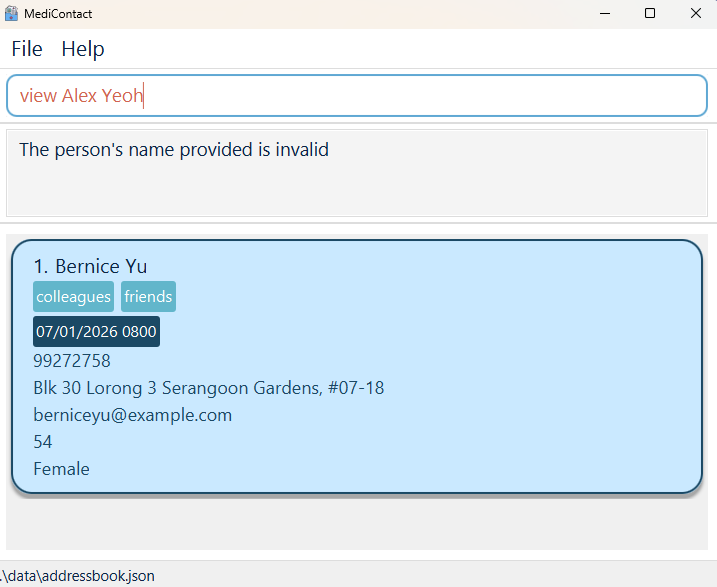 MediContact
File Help
view Alex Yeoh
The person's name provided is invalid
1. Bernice Yu
colleagues friends
07/01/2026 0800
99272758
Blk 30 Lorong 3 Serangoon Gardens, #07-18
berniceyu@example.com
54
Female
.\data\addressbook.json